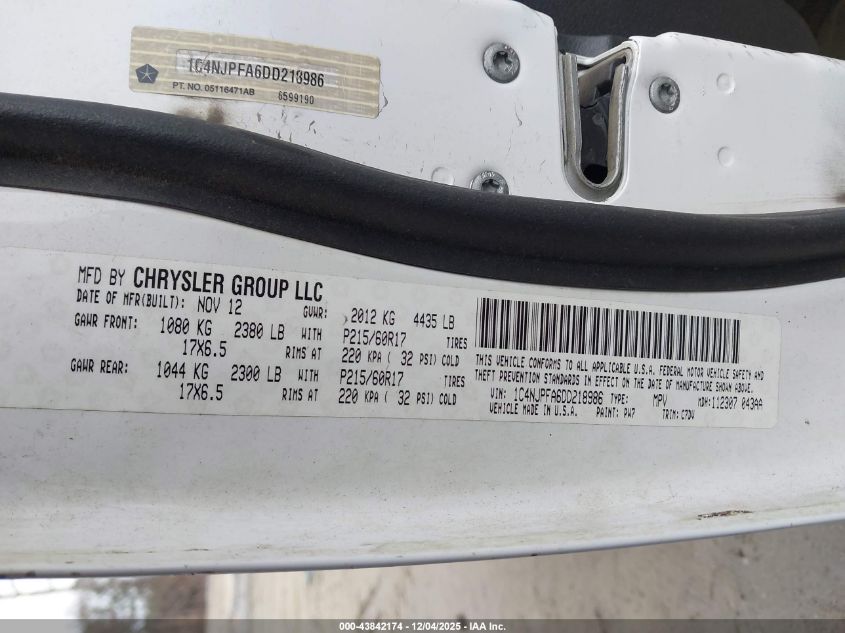 1C4NJPFA6DD218986
PT. NO. 05116471AB 6599190
MFD BY CHRYSLER GROUP LLC
DATE OF MFR(BUILT): NOV 12 GVWR: 2012 KG 4435 LB
GAWR FRONT: 1080 KG 2380 LB WITH P215/60R17 TIRES
17X6.5 RIMS AT 220 KPA ( 32 PSI) COLD
GAWR REAR: 1044 KG 2300 LB WITH P215/60R17 TIRES
17X6.5 RIMS AT 220 KPA ( 32 PSI) COLD
THIS VEHICLE CONFORMS TO ALL APPLICABLE U.S.A. FEDERAL MOTOR VEHICLE SAFETY AND
THEFT PREVENTION STANDARDS IN EFFECT ON THE DATE OF MANUFACTURE SHOWN ABOVE.
VIN: 1C4NJPFA6DD218986 TYPE: MPV MDH:112307 043AA
VEHICLE MADE IN U.S.A. PAINT: PW7 TRIM: C7DV
000-43842174 - 12/04/2025 - IAA Inc.